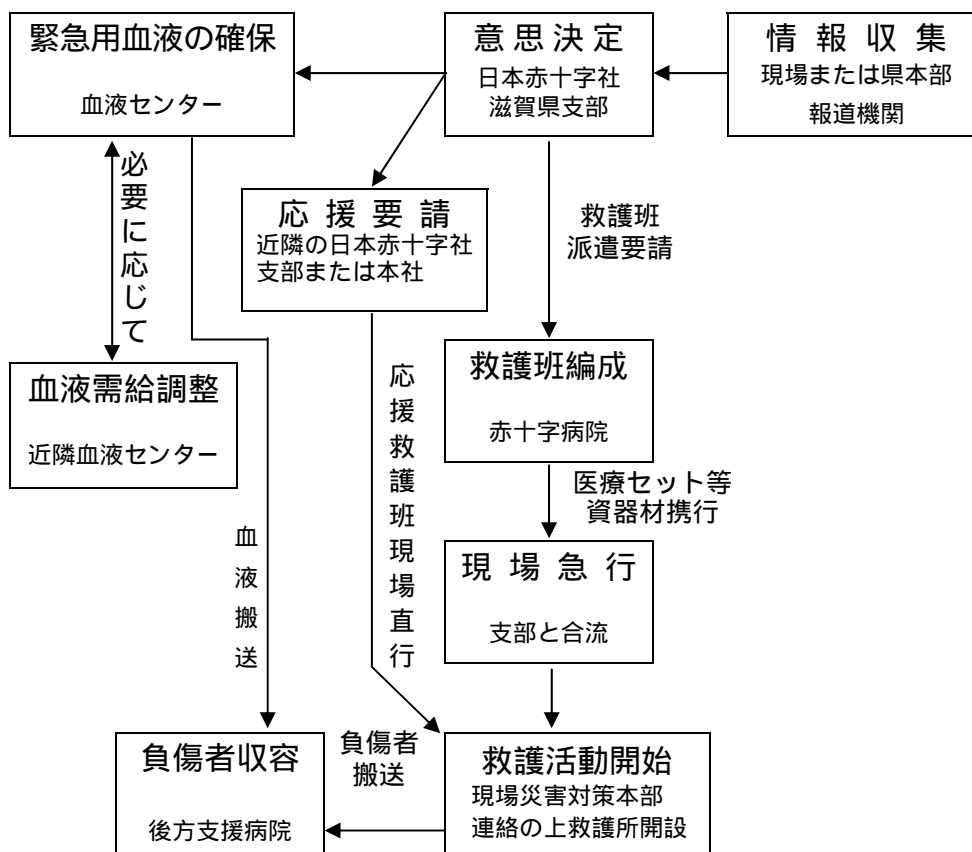 緊急用血液の確保
血液センター
意思決定
日本赤十字社
滋賀県支部
情報収集
現場または県本部
報道機関
必要に応じて
応援要請
近隣の日本赤十字社
支部または本社
救護班
派遣要請
血液需給調整
近隣血液センター
応援救護班現場直行
救護班編成
赤十字病院
医療セット等
資器材携行
血液搬送
現場急行
支部と合流
負傷者収容
後方支援病院
負傷者
搬送
救護活動開始
現場災害対策本部
連絡の上救護所開設